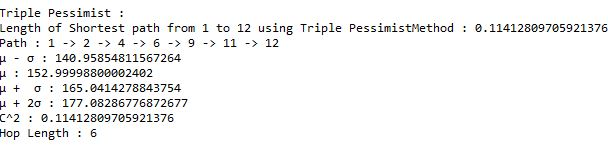 Triple Pessimist :
Length of Shortest path from 1 to 12 using Triple PessimistMethod : 0.11412809705921376
Path : 1 -> 2 -> 4 -> 6 -> 9 -> 11 -> 12
μ - σ : 140.95854811567264
μ : 152.99998800002402
μ +  σ : 165.0414278843754
μ + 2σ : 177.08286776872677
C^2 : 0.11412809705921376
Hop Length : 6